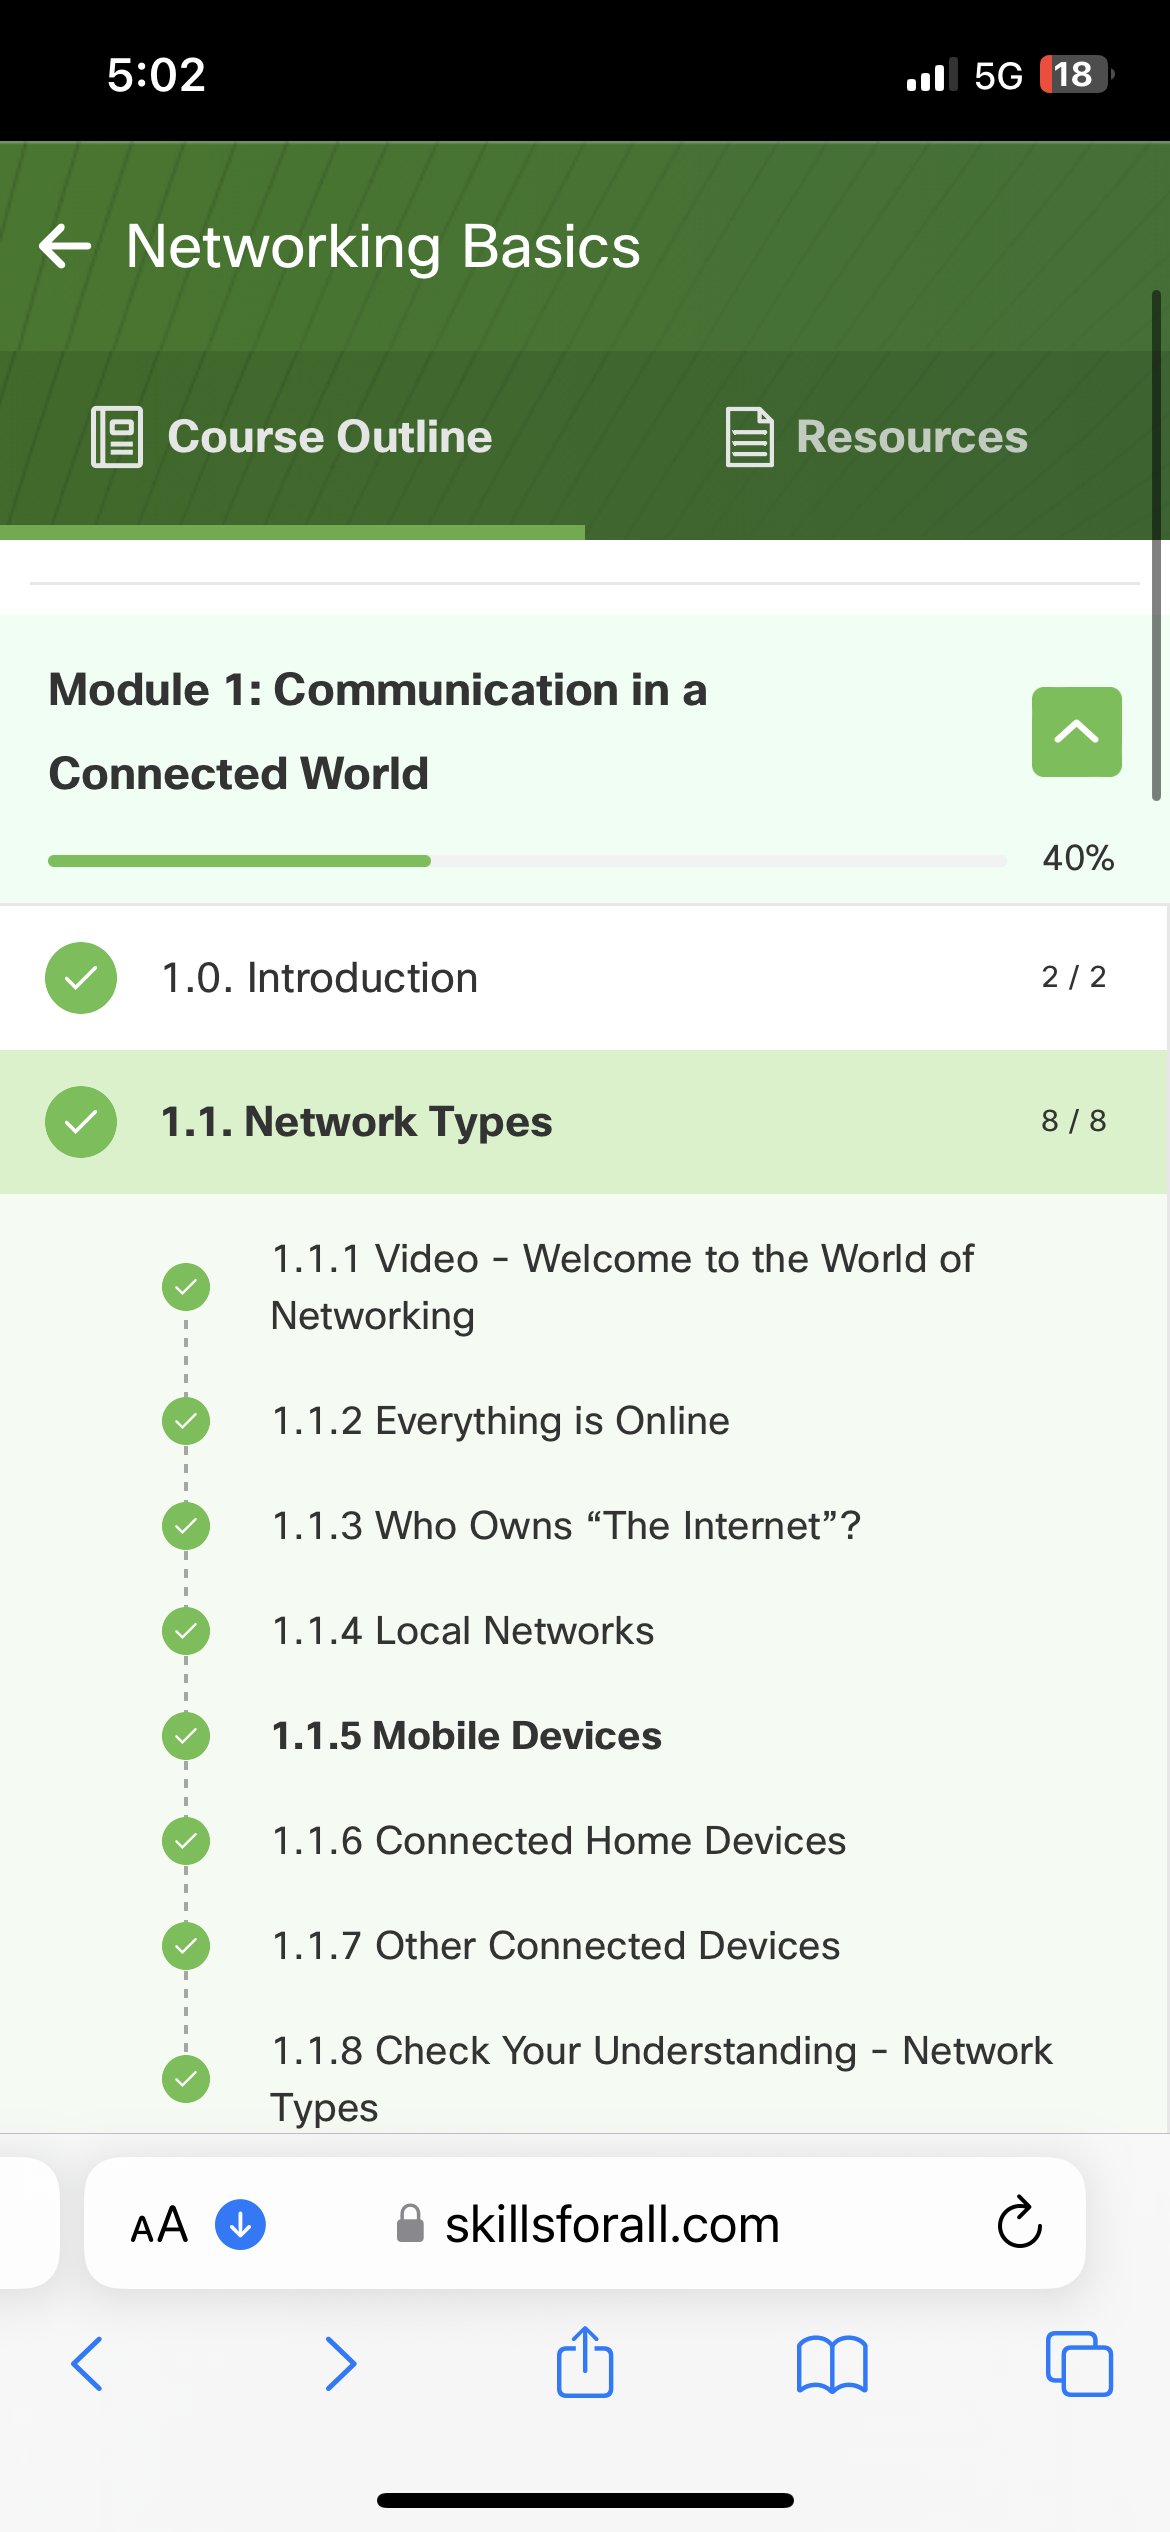 5:02
5G 18
Networking Basics
Course Outline
Resources
Module 1: Communication in a
Connected World
40%
1.0. Introduction
2 / 2
1.1. Network Types
8 / 8
1.1.1 Video - Welcome to the World of
Networking
1.1.2 Everything is Online
1.1.3 Who Owns “The Internet”?
1.1.4 Local Networks
1.1.5 Mobile Devices
1.1.6 Connected Home Devices
1.1.7 Other Connected Devices
1.1.8 Check Your Understanding - Network
Types
AA
skillsforall.com